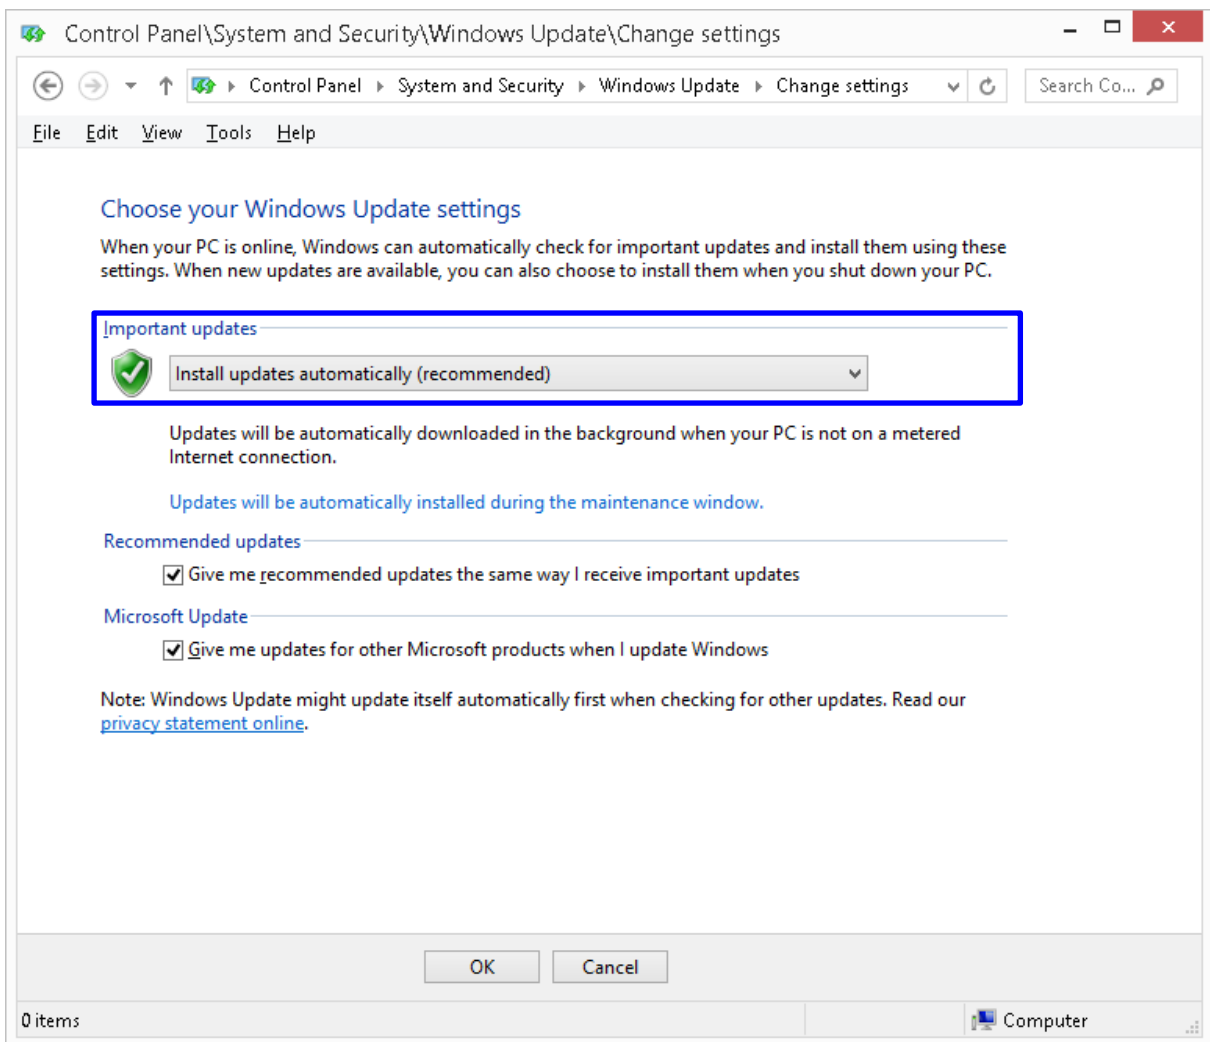 Control Panel\System and Security\Windows Update\Change settings
Control Panel System and Security Windows Update Change settings Search Co...
File Edit View Tools Help
Choose your Windows Update settings
When your PC is online, Windows can automatically check for important updates and install them using these
settings. When new updates are available, you can also choose to install them when you shut down your PC.
Important updates
Install updates automatically (recommended)
Updates will be automatically downloaded in the background when your PC is not on a metered
Internet connection.
Updates will be automatically installed during the maintenance window.
Recommended updates
Give me recommended updates the same way I receive important updates
Microsoft Update
Give me updates for other Microsoft products when I update Windows
Note: Windows Update might update itself automatically first when checking for other updates. Read our
privacy statement online.
OK Cancel
0 items Computer